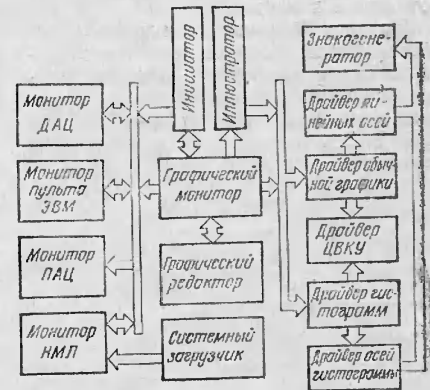 Монитор
ДАЦ
Монитор
пульта
ЭВМ
Монитор
ПАЦ
Монитор
НМЛ
Инициатор
Иллюстратор
Графический
монитор
Графический
редактор
Системный
загрузчик
Знакогене-
ратор
Драйвер ли-
нейных осей
Драйвер обыч-
ной графики
Драйвер
ЦВКУ
Драйвер гис-
тограмм
Драйвер осей
гистограммы